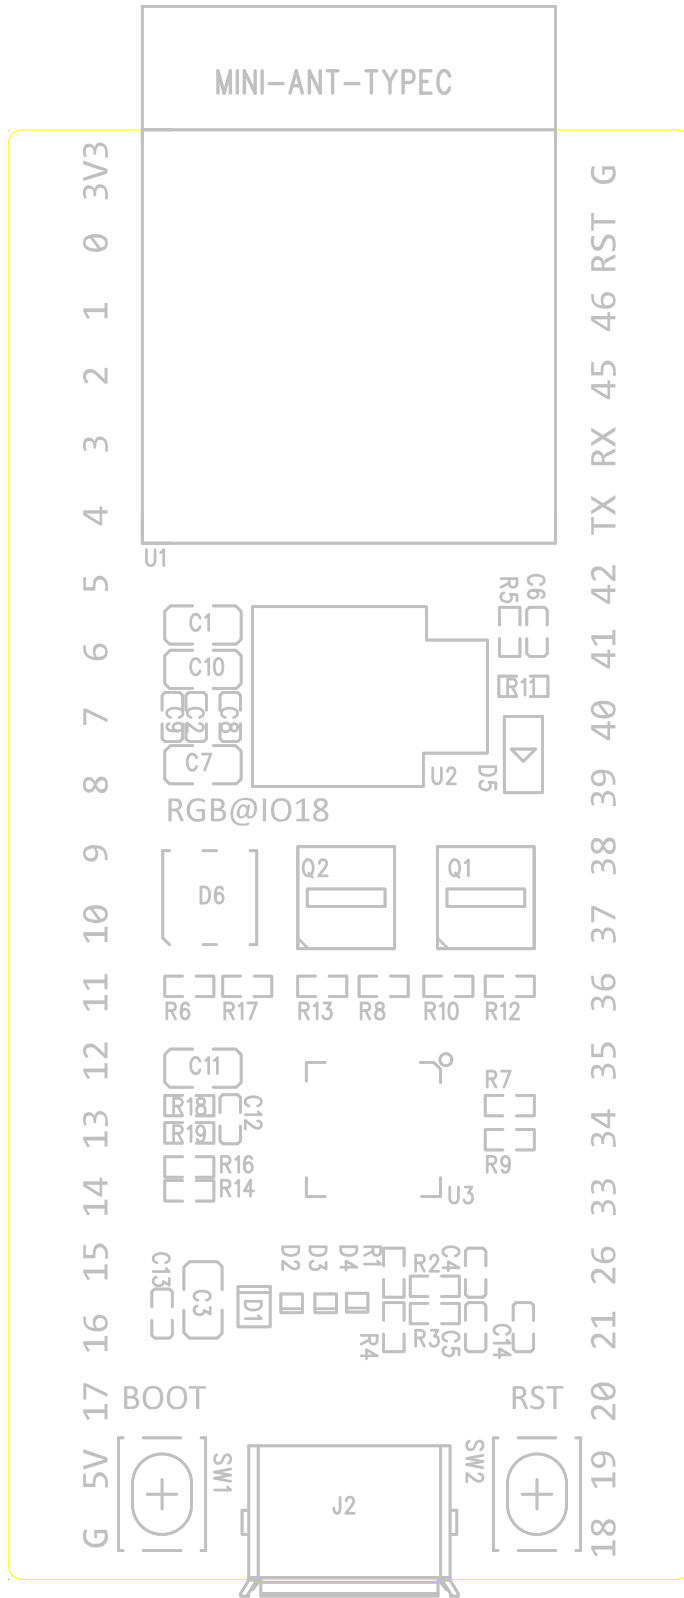 MINI-ANT-TYPEC
3V3
G
0
RST
1
46
2
45
3
RX
4
TX
U1
5
R5
C6
42
C1
6
41
C10
R11
7
C9
C2
C8
40
C7
U2
D5
8
39
RGB@IO18
9
Q2
Q1
38
D6
10
37
11
36
R6
R17
R13
R8
R10
R12
12
C11
35
R7
R18
C12
13
R19
34
R16
R9
14
R14
U3
33
15
C13
D2
D3
D4
R1
R2
C4
26
C3
D1
16
R4
R3
C5
C14
21
17
BOOT
RST
20
5V
SW1
SW2
19
J2
G
18